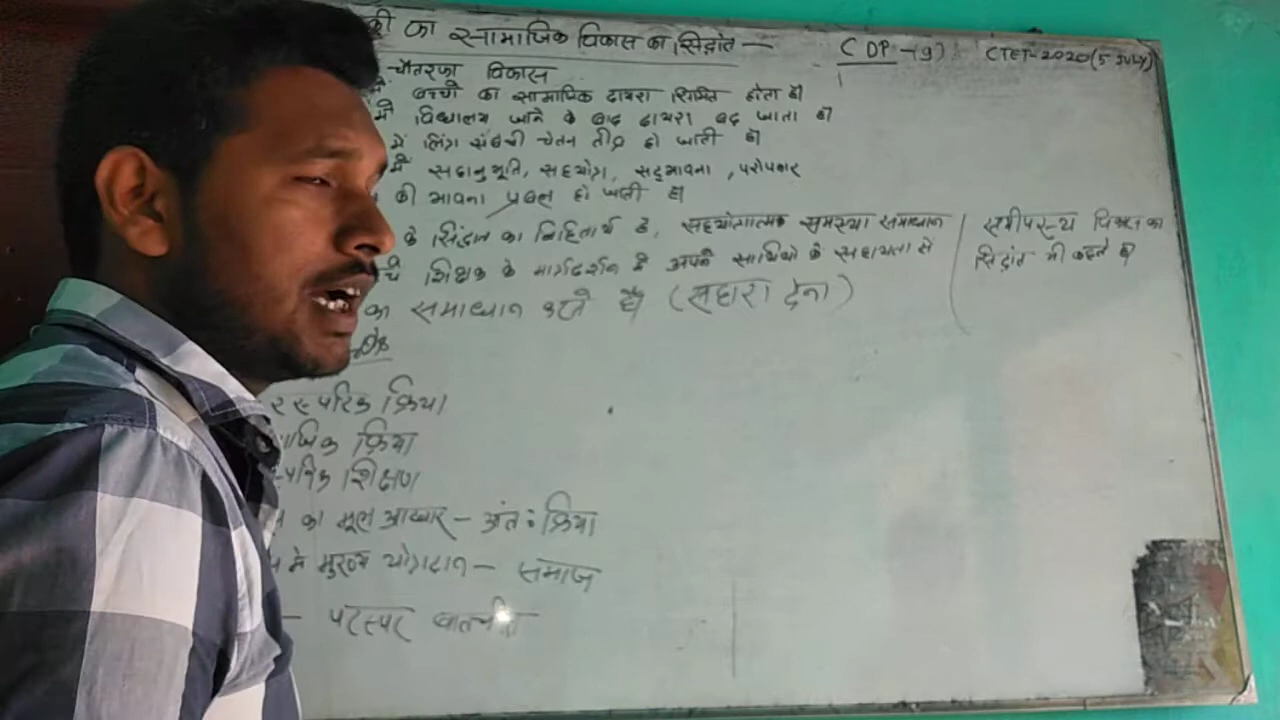 की का सामाजिक विकास का सिद्धांत — ( CDP -(9) CTET-2020(5 JULY)
चौतरफा विकास
में बच्चों का सामाजिक दायरा सिमित होता है।
में विद्यालय जाने के बाद दायरा बढ़ जाता है
में लिंग संबंधी चेतन तीव्र हो जाती है
में सहानुभूति, सहयोग, सद्भावना, परोपकार
की भावना प्रबल हो जाती है।
के सिद्धांत का निहितार्थ है, सहयोगात्मक समस्या समाधान
शिक्षक के मार्गदर्शन में अपने साथियों के सहायता से
का समाधान करते हैं (सहारा देना)
समीपस्थ विकास का
सिद्धांत भी कहते है
क्रिया
क्रिया
शिक्षण
का मूल आधार – अंत: क्रिया
में मुख्य योगदान – समाज
– परस्पर बातचीत